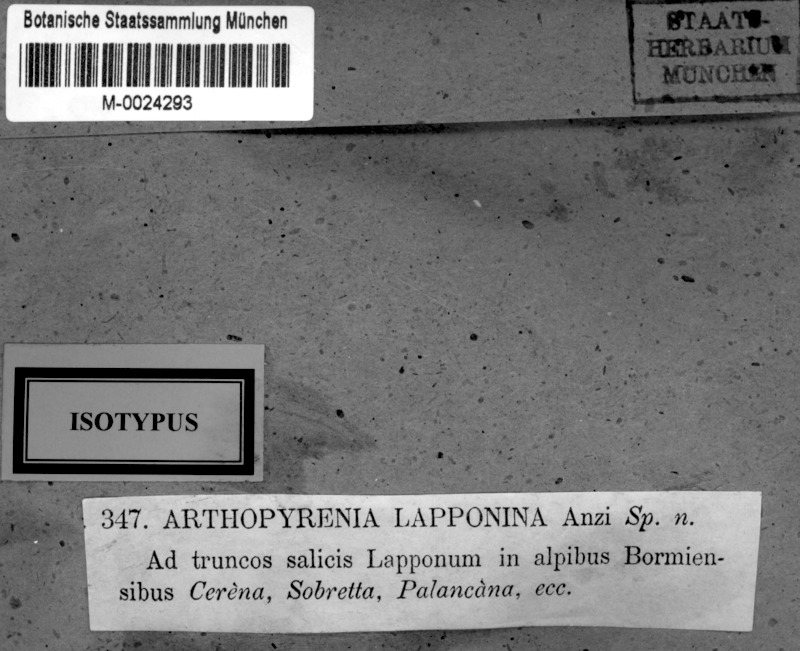 Botanische Staatssammlung München
M-0024293
STAATS-
HERBARIUM
MÜNCHEN
ISOTYPUS
347. ARTHOPYRENIA LAPPONINA Anzi Sp. n.
Ad truncos salicis Lapponum in alpibus Bormien-
sibus Cerèna, Sobretta, Palancàna, ecc.